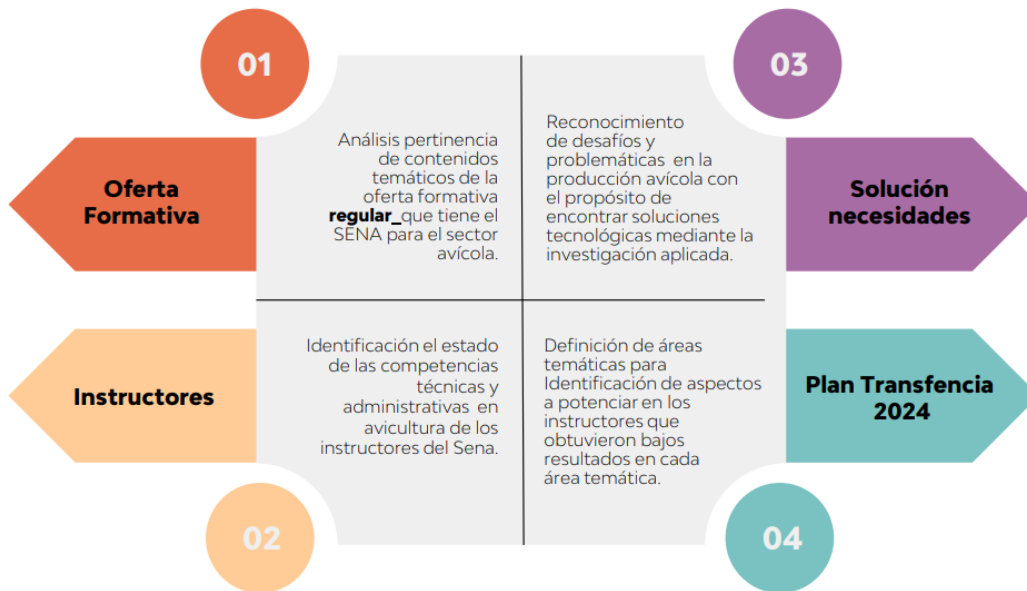 01
Oferta
Formativa
Análisis pertinencia
de contenidos
temáticos de la
oferta formativa
regular_que tiene el
SENA para el sector
avícola.
02
Instructores
Identificación el estado
de las competencias
técnicas y
administrativas en
avicultura de los
instructores del Sena.
03
Solución
necesidades
Reconocimiento
de desafíos y
problemáticas en la
producción avícola con
el propósito de
encontrar soluciones
tecnológicas mediante la
investigación aplicada.
04
Plan Transfencia
2024
Definición de áreas
temáticas para
Identificación de aspectos
a potenciar en los
instructores que
obtuvieron bajos
resultados en cada
área temática.